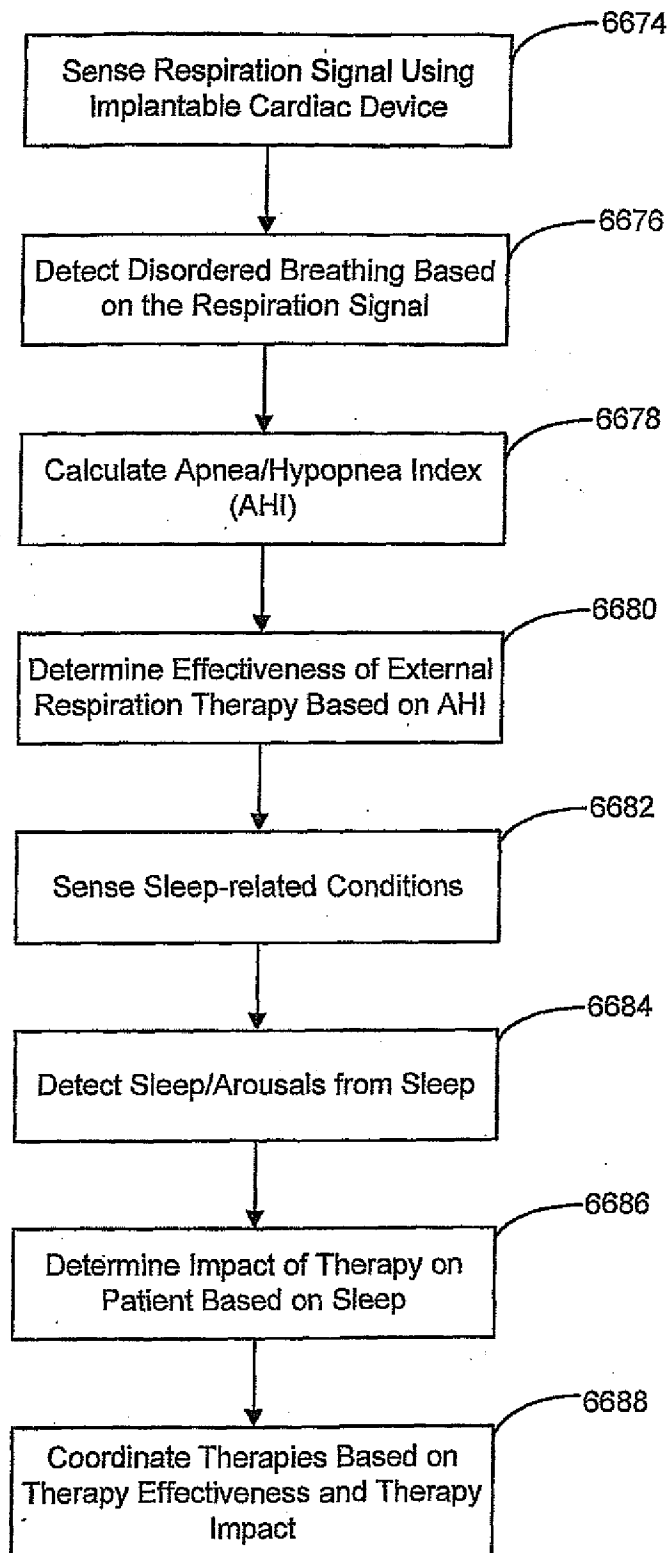 6674
Sense Respiration Signal Using
Implantable Cardiac Device
6676
Detect Disordered Breathing Based
on the Respiration Signal
6678
Calculate Apnea/Hypopnea Index
(AHI)
6680
Determine Effectiveness of External
Respiration Therapy Based on AHI
6682
Sense Sleep-related Conditions
6684
Detect Sleep/Arousals from Sleep
6686
Determine Impact of Therapy on
Patient Based on Sleep
6688
Coordinate Therapies Based on
Therapy Effectiveness and Therapy
Impact